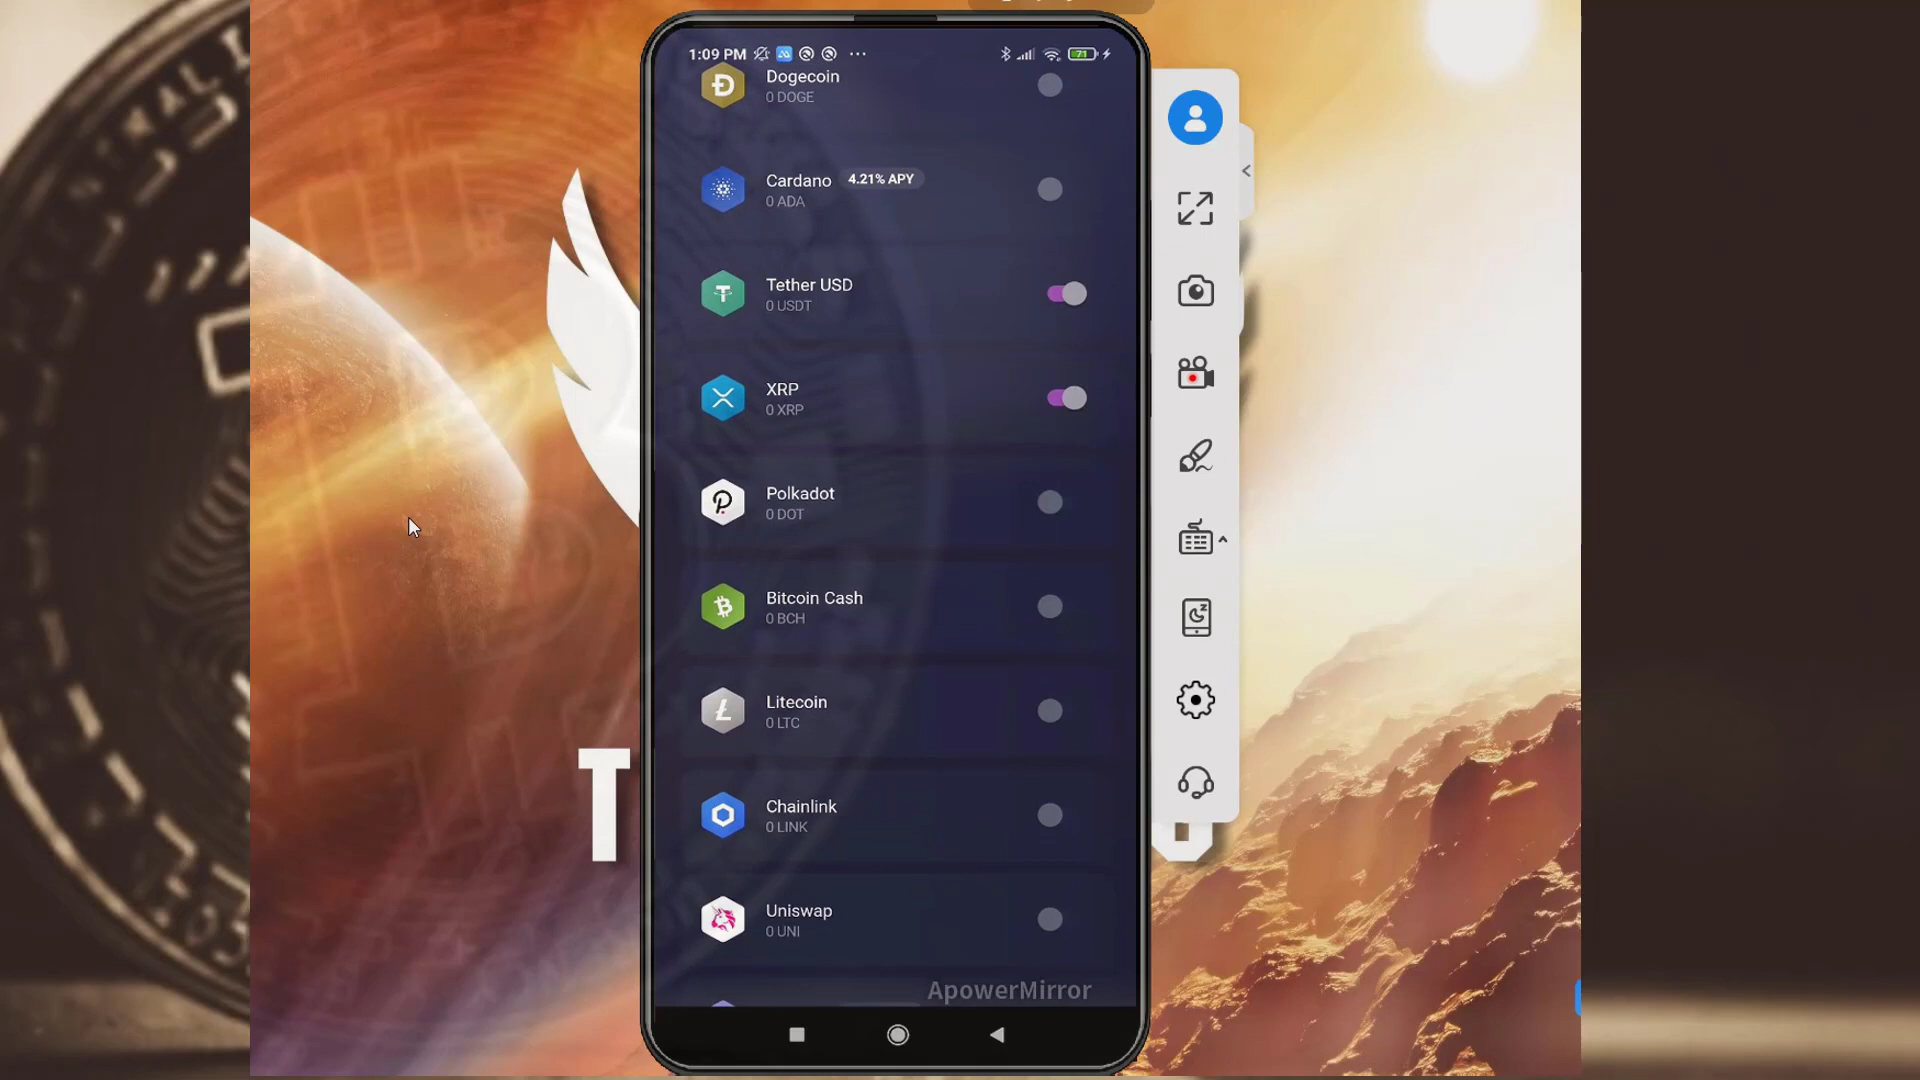 1:09 PM
71
Dogecoin
0 DOGE
Cardano 4.21% APY
0 ADA
Tether USD
0 USDT
XRP
0 XRP
Polkadot
0 DOT
Bitcoin Cash
0 BCH
Litecoin
0 LTC
Chainlink
0 LINK
Uniswap
0 UNI
ApowerMirror
T